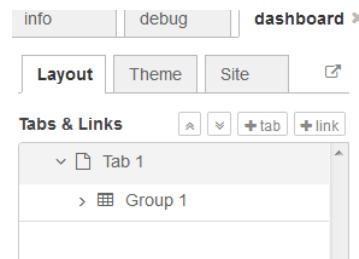 info debug dashboard
Layout Theme Site
Tabs & Links +tab +link
Tab 1
Group 1